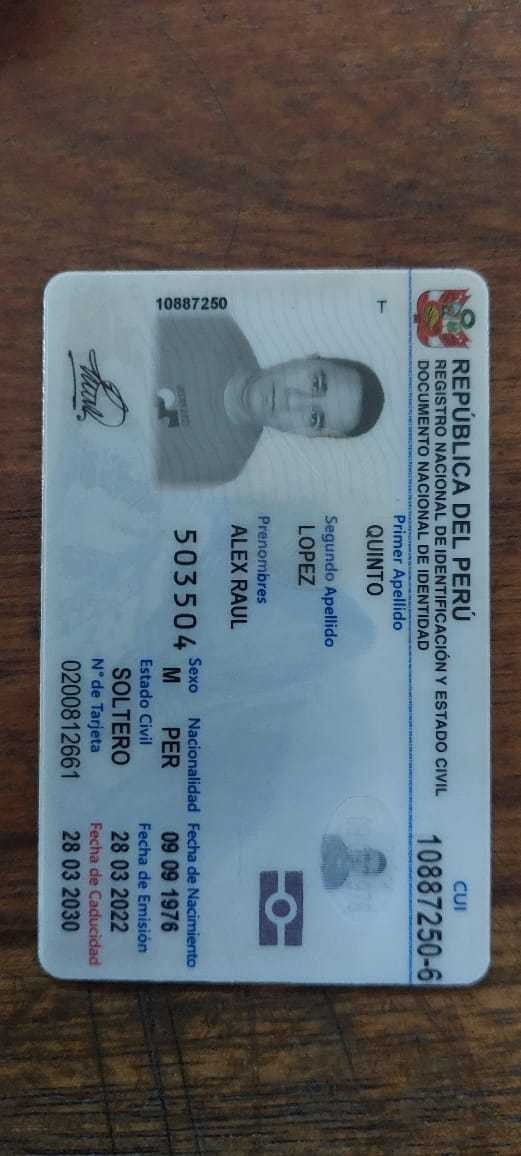 REPÚBLICA DEL PERÚ
REGISTRO NACIONAL DE IDENTIFICACIÓN Y ESTADO CIVIL
DOCUMENTO NACIONAL DE IDENTIDAD
CUI
10887250-6
T
10887250
Primer Apellido
QUINTO
Segundo Apellido
LOPEZ
Prenombres
ALEX RAUL
503504
Sexo Nacionalidad Fecha de Nacimiento
M PER 09 09 1976
Estado Civil Fecha de Emisión
SOLTERO 28 03 2022
N° de Tarjeta Fecha de Caducidad
0200812661 28 03 2030